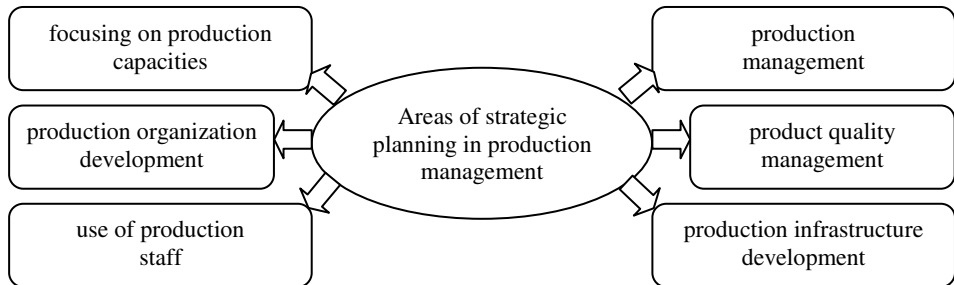 focusing on production
capacities
production organization
development
use of production
staff
Areas of strategic
planning in production
management
production
management
product quality
management
production infrastructure
development